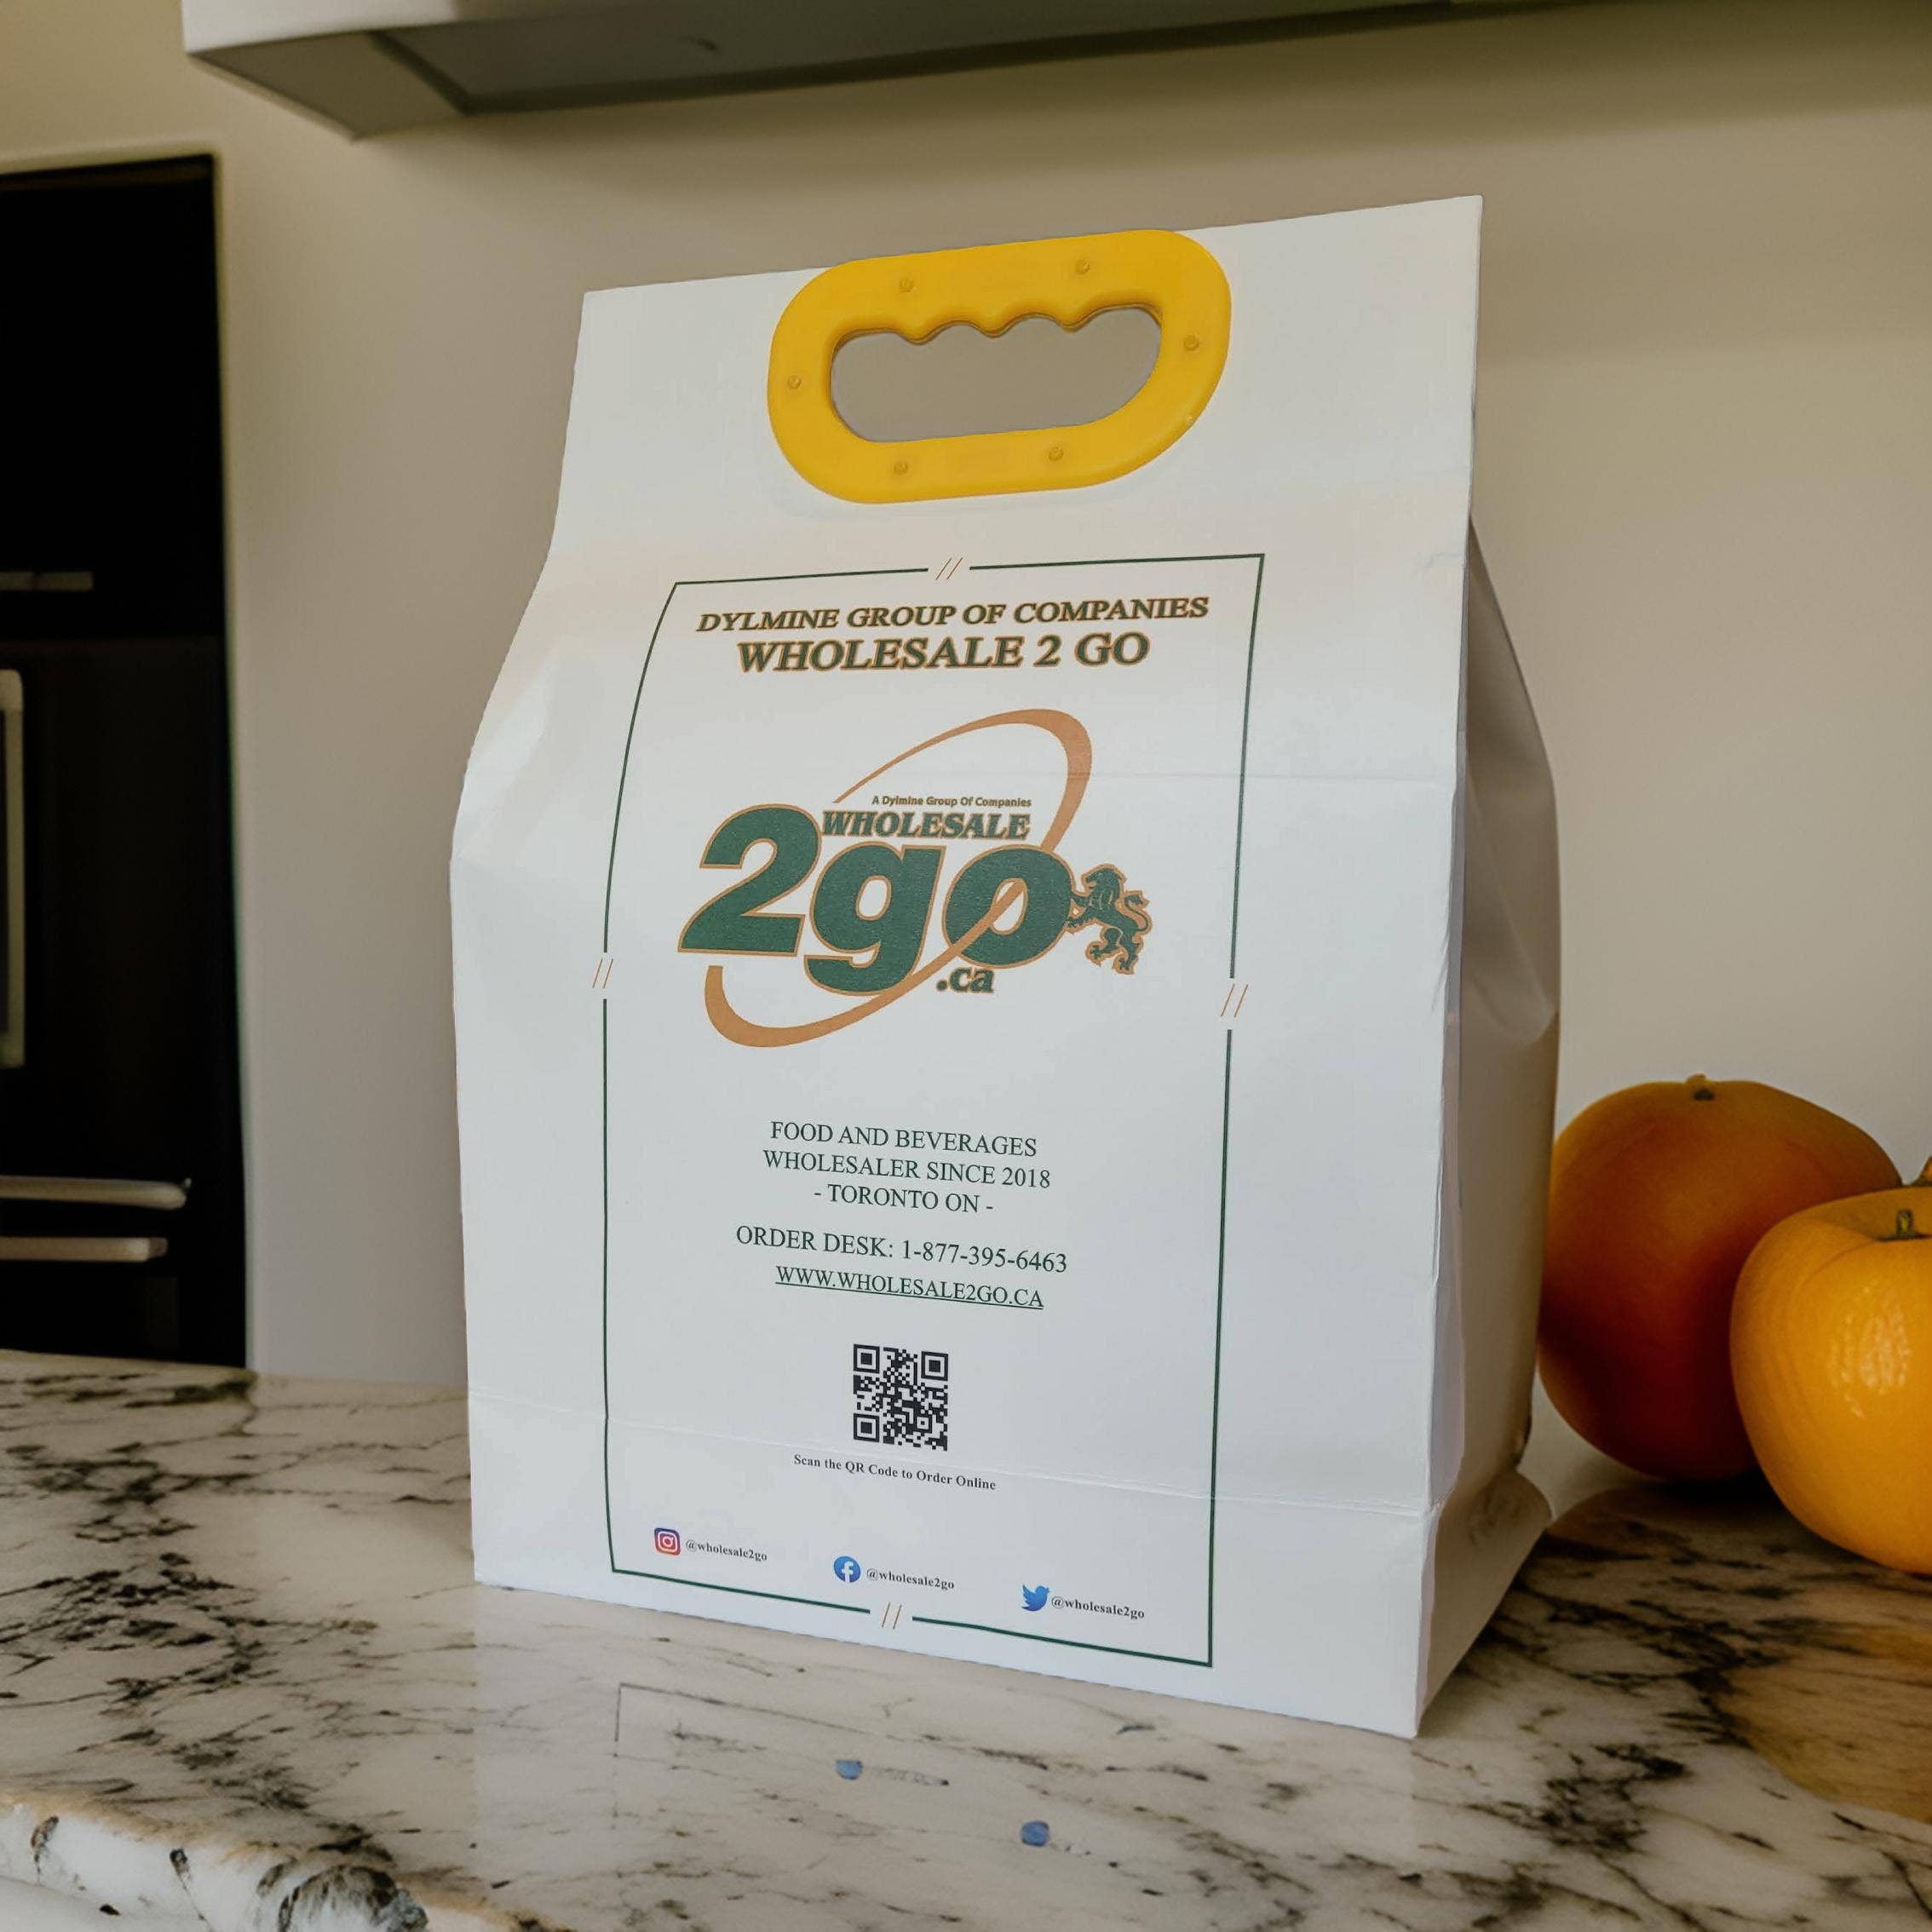 DYLMINE GROUP OF COMPANIES
WHOLESALE 2 GO
A Dylmine Group Of Companies
WHOLESALE
2go
.ca
FOOD AND BEVERAGES
WHOLESALER SINCE 2018
- TORONTO ON -
ORDER DESK: 1-877-395-6463
WWW.WHOLESALE2GO.CA
Scan the QR Code to Order Online
@wholesale2go
@wholesale2go
@wholesale2go